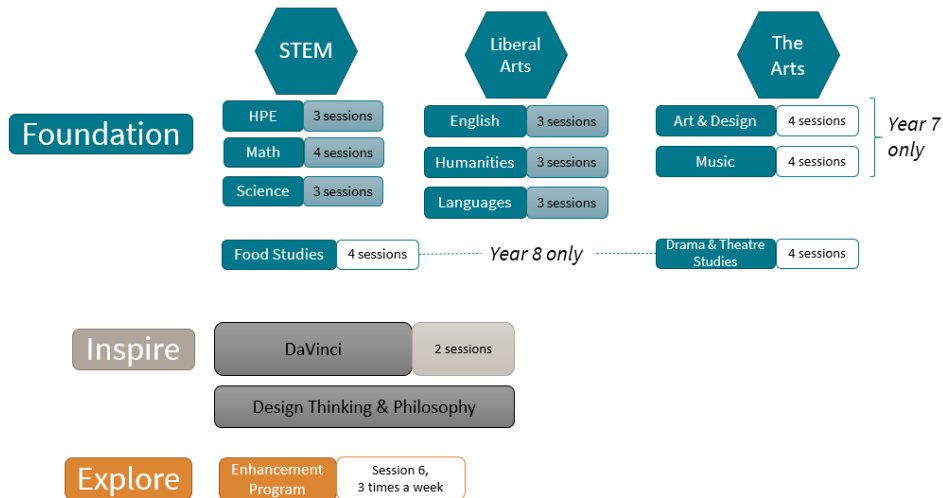 STEM
Liberal
Arts
The
Arts
Foundation
HPE
3 sessions
Math
4 sessions
Science
3 sessions
English
3 sessions
Humanities
3 sessions
Languages
3 sessions
Art & Design
4 sessions
Music
4 sessions
Year 7
only
Food Studies
4 sessions
Year 8 only
Drama & Theatre
Studies
4 sessions
Inspire
DaVinci
2 sessions
Design Thinking & Philosophy
Explore
Enhancement
Program
Session 6,
3 times a week